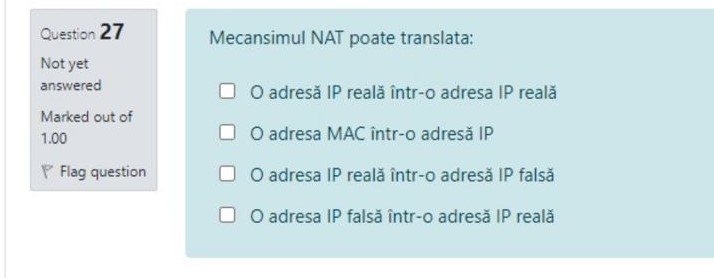 Question 27
Not yet
answered
Marked out of
1.00
Flag question
Mecansimul NAT poate translata:
O adresă IP reală într-o adresa IP reală
O adresa MAC într-o adresă IP
O adresa IP reală într-o adresă IP falsă
O adresa IP falsă într-o adresă IP reală